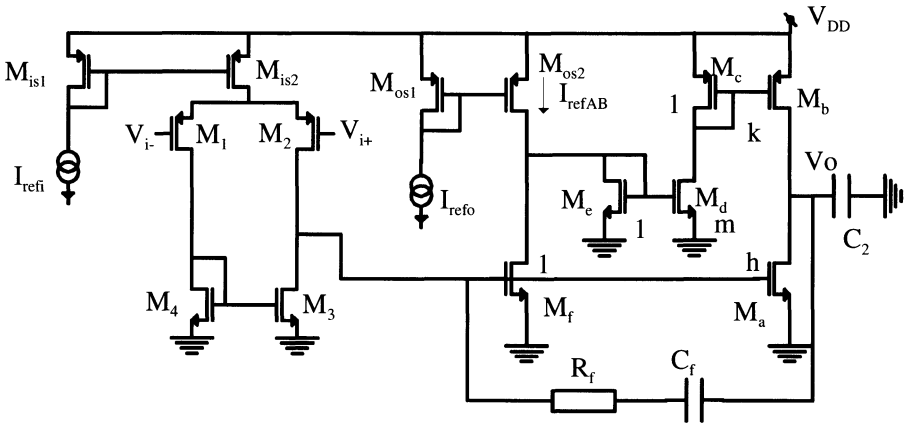 V_DD
M_is1
M_is2
M_os1
M_os2
I_refAB
M_c
1
M_b
k
V_i-
M_1
M_2
V_i+
I_refi
I_refo
M_e
1
M_d
m
Vo
C_2
M_4
M_3
1
M_f
h
M_a
R_f
C_f